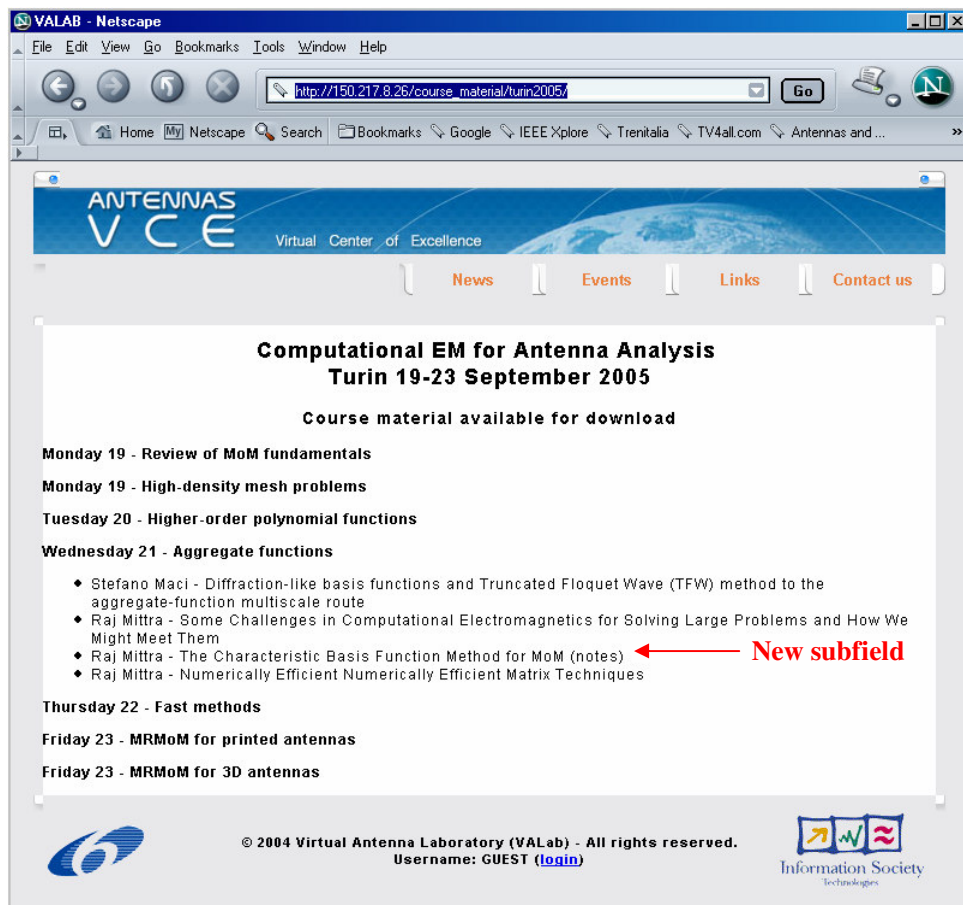 VALAB - Netscape
File Edit View Go Bookmarks Tools Window Help
http://150.217.8.26/course_material/turin2005/
Go
N
Home My Netscape Search Bookmarks Google IEEE Xplore Trenitalia TV4all.com Antennas and ... »
ANTENNAS
VCE
Virtual Center of Excellence
News Events Links Contact us
Computational EM for Antenna Analysis
Turin 19-23 September 2005
Course material available for download
Monday 19 - Review of MoM fundamentals
Monday 19 - High-density mesh problems
Tuesday 20 - Higher-order polynomial functions
Wednesday 21 - Aggregate functions
• Stefano Maci - Diffraction-like basis functions and Truncated Floquet Wave (TFW) method to the
aggregate-function multiscale route
• Raj Mittra - Some Challenges in Computational Electromagnetics for Solving Large Problems and How We
Might Meet Them
• Raj Mittra - The Characteristic Basis Function Method for MoM (notes)
New subfield
• Raj Mittra - Numerically Efficient Numerically Efficient Matrix Techniques
Thursday 22 - Fast methods
Friday 23 - MRMoM for printed antennas
Friday 23 - MRMoM for 3D antennas
© 2004 Virtual Antenna Laboratory (VALab) - All rights reserved.
Username: GUEST (login)
Information Society
Technologies